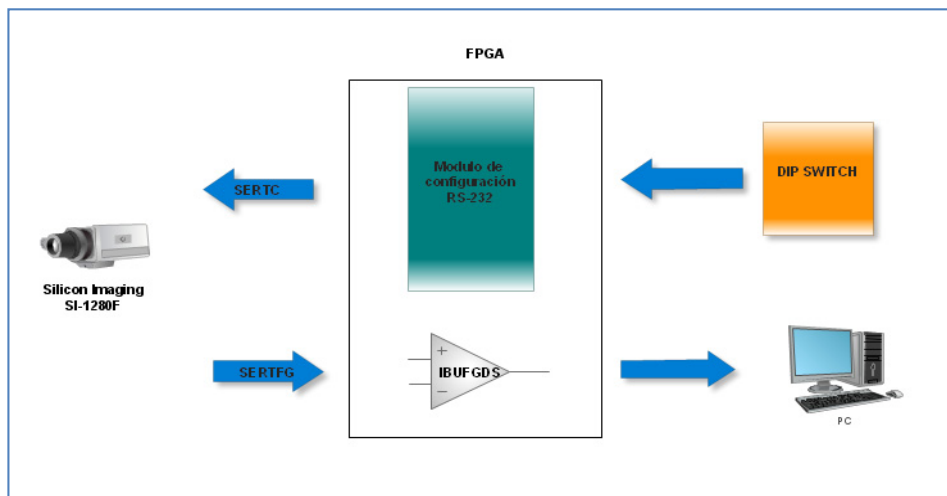 FPGA
Modulo de
configuración
RS-232
DIP SWITCH
SERTC
Silicon Imaging
SI-1280F
SERTFG
+
IBUFGDS
−
PC